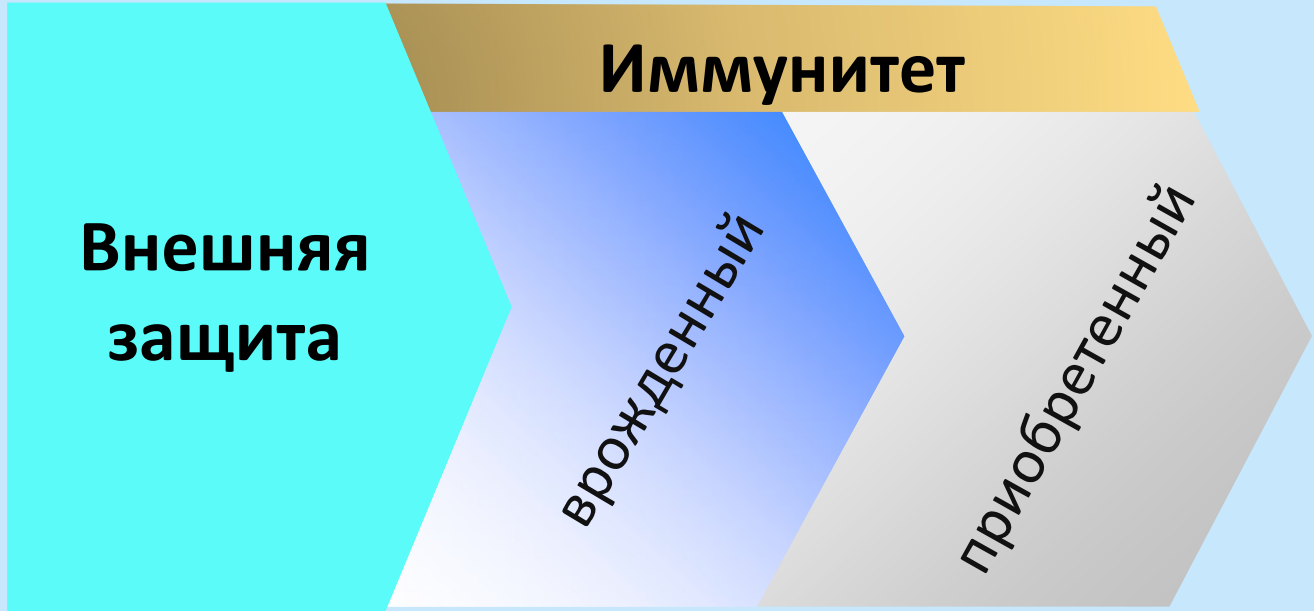 Иммунитет
Внешняя
защита
врожденный
приобретенный